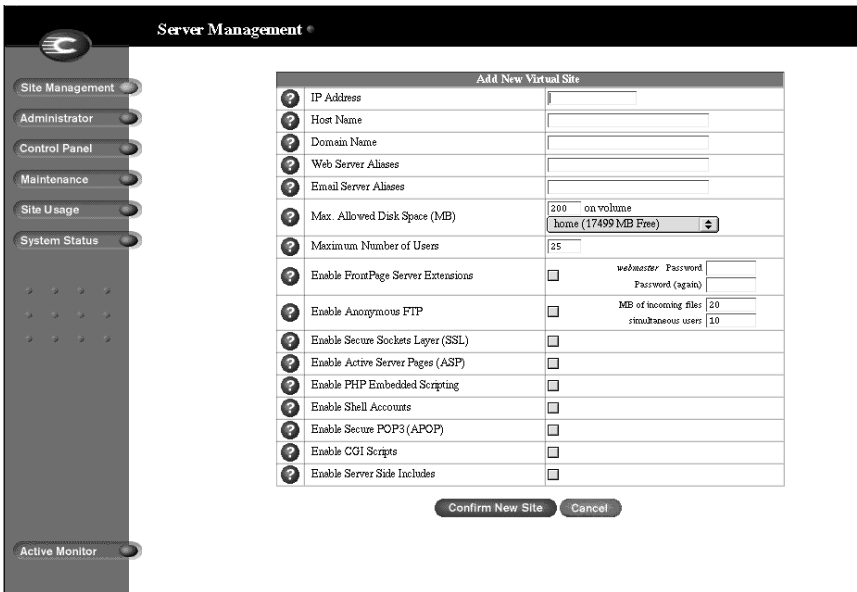 Server Management
Site Management
Administrator
Control Panel
Maintenance
Site Usage
System Status
Active Monitor
Add New Virtual Site
? IP Address
? Host Name
? Domain Name
? Web Server Aliases
? Email Server Aliases
? Max. Allowed Disk Space (MB) 200 on volume
home (17499 MB Free)
? Maximum Number of Users 25
? Enable FrontPage Server Extensions webmaster Password
Password (again)
? Enable Anonymous FTP MB of incoming files 20
simultaneous users 10
? Enable Secure Sockets Layer (SSL)
? Enable Active Server Pages (ASP)
? Enable PHP Embedded Scripting
? Enable Shell Accounts
? Enable Secure POP3 (APOP)
? Enable CGI Scripts
? Enable Server Side Includes
Confirm New Site Cancel